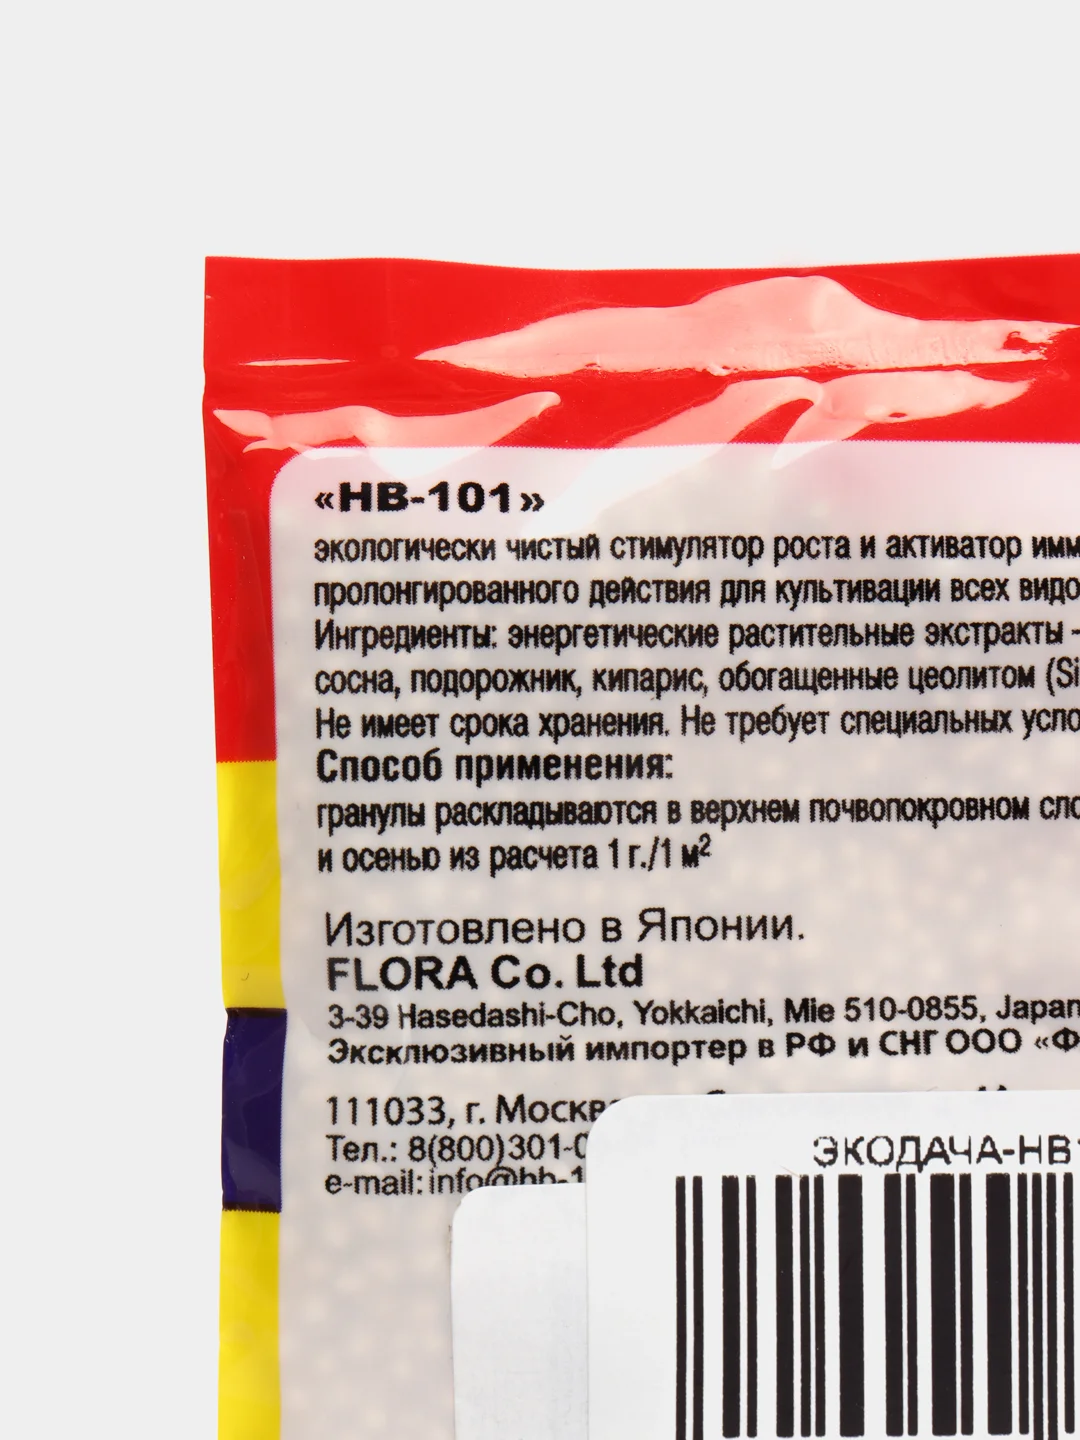 «НВ-101»
экологически чистый стимулятор роста и активатор имм
пролонгированного действия для культивации всех видо
Ингредиенты: энергетические растительные экстракты -
сосна, подорожник, кипарис, обогащенные цеолитом (Si
Не имеет срока хранения. Не требует специальных усло
Способ применения:
гранулы раскладываются в верхнем почвопокровном сло
и осенью из расчета 1 г./1 м²
Изготовлено в Японии.
FLORA Co. Ltd
3-39 Hasedashi-Cho, Yokkaichi, Mie 510-0855, Japan
Эксклюзивный импортер в РФ и СНГ ООО «Ф
111033, г. Москва
Тел.: 8(800)301-0
e-mail: info@hb-1
ЭКОДАЧА-НВ1